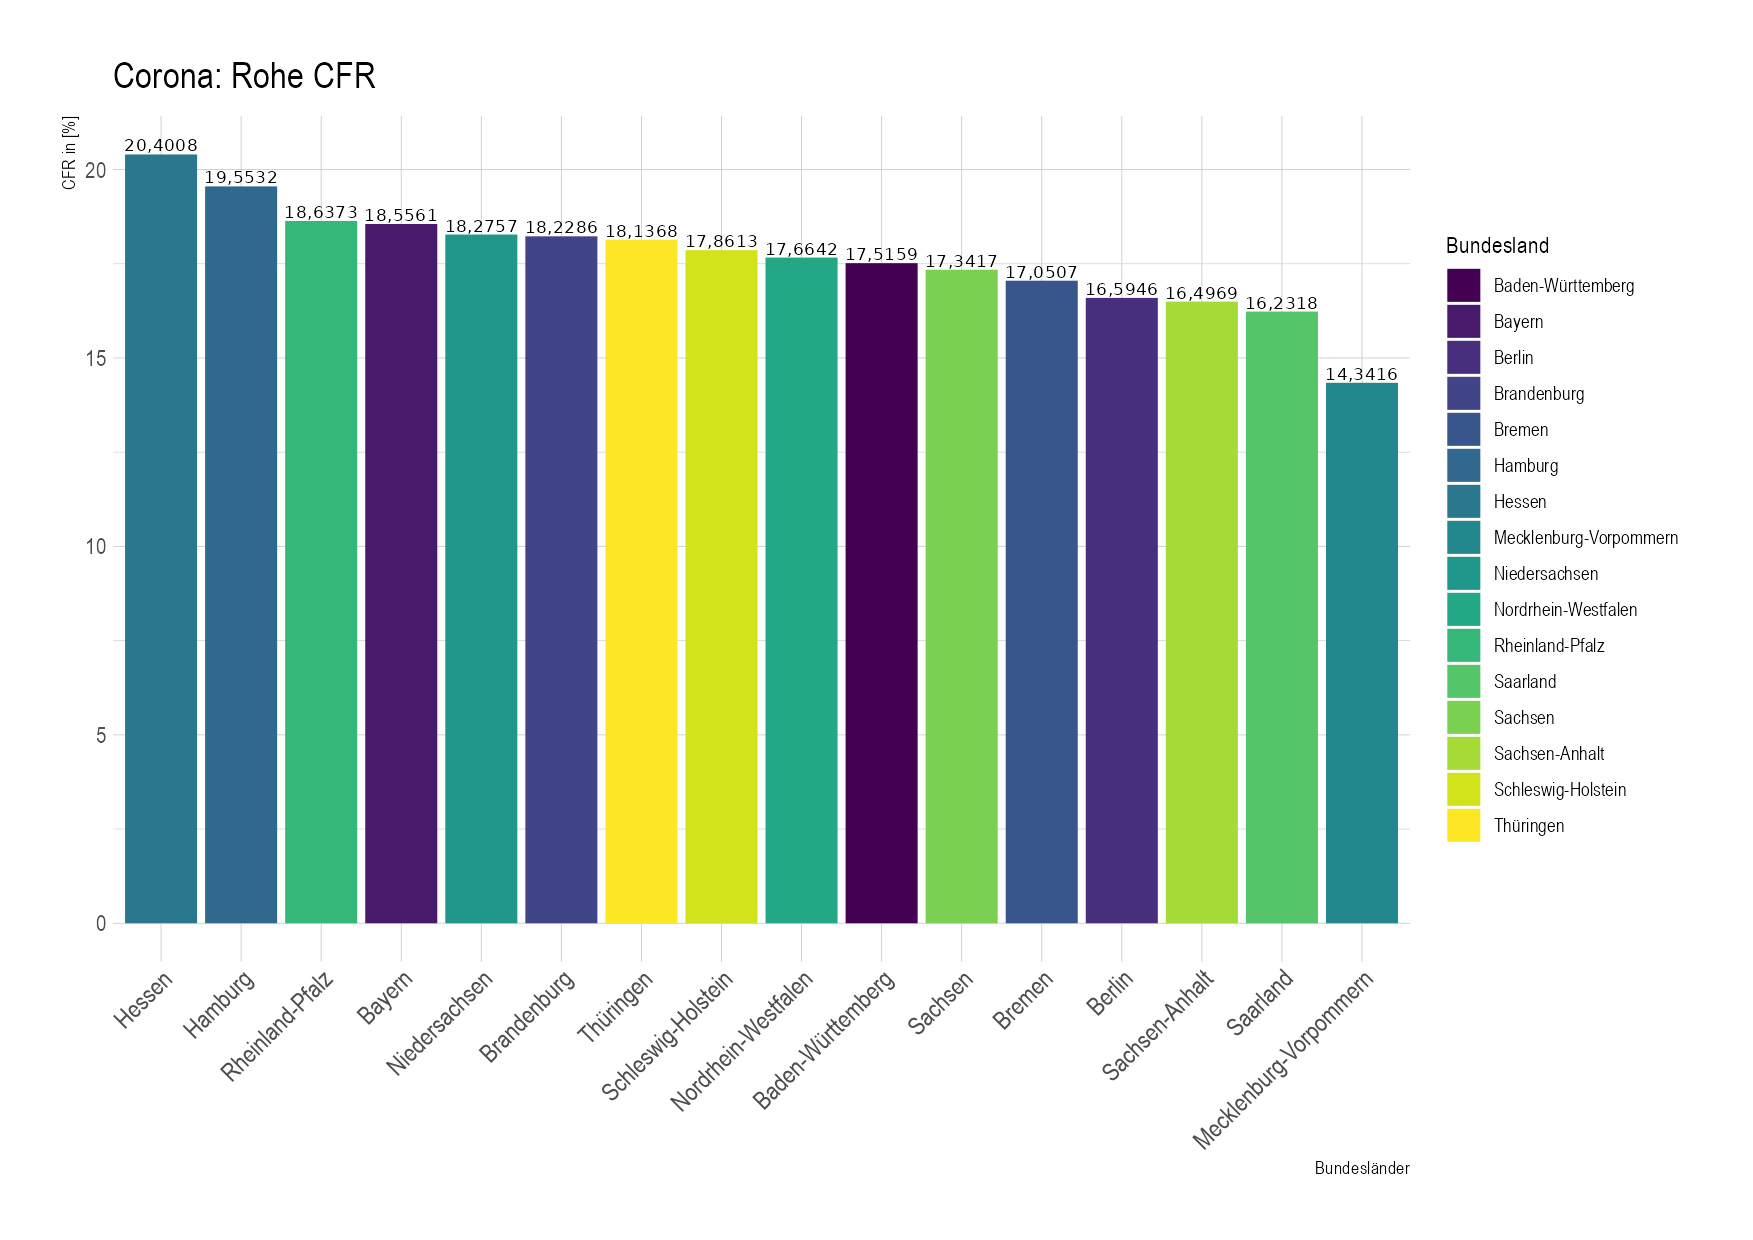 Corona: Rohe CFR
CFR in [%]
20
15
10
5
0
20,4008
19,5532
18,6373
18,5561
18,2757
18,2286
18,1368
17,8613
17,6642
17,5159
17,3417
17,0507
16,5946
16,4969
16,2318
14,3416
Hessen
Hamburg
Rheinland-Pfalz
Bayern
Niedersachsen
Brandenburg
Thüringen
Schleswig-Holstein
Nordrhein-Westfalen
Baden-Württemberg
Sachsen
Bremen
Berlin
Sachsen-Anhalt
Saarland
Mecklenburg-Vorpommern
Bundesländer
Bundesland
Baden-Württemberg
Bayern
Berlin
Brandenburg
Bremen
Hamburg
Hessen
Mecklenburg-Vorpommern
Niedersachsen
Nordrhein-Westfalen
Rheinland-Pfalz
Saarland
Sachsen
Sachsen-Anhalt
Schleswig-Holstein
Thüringen